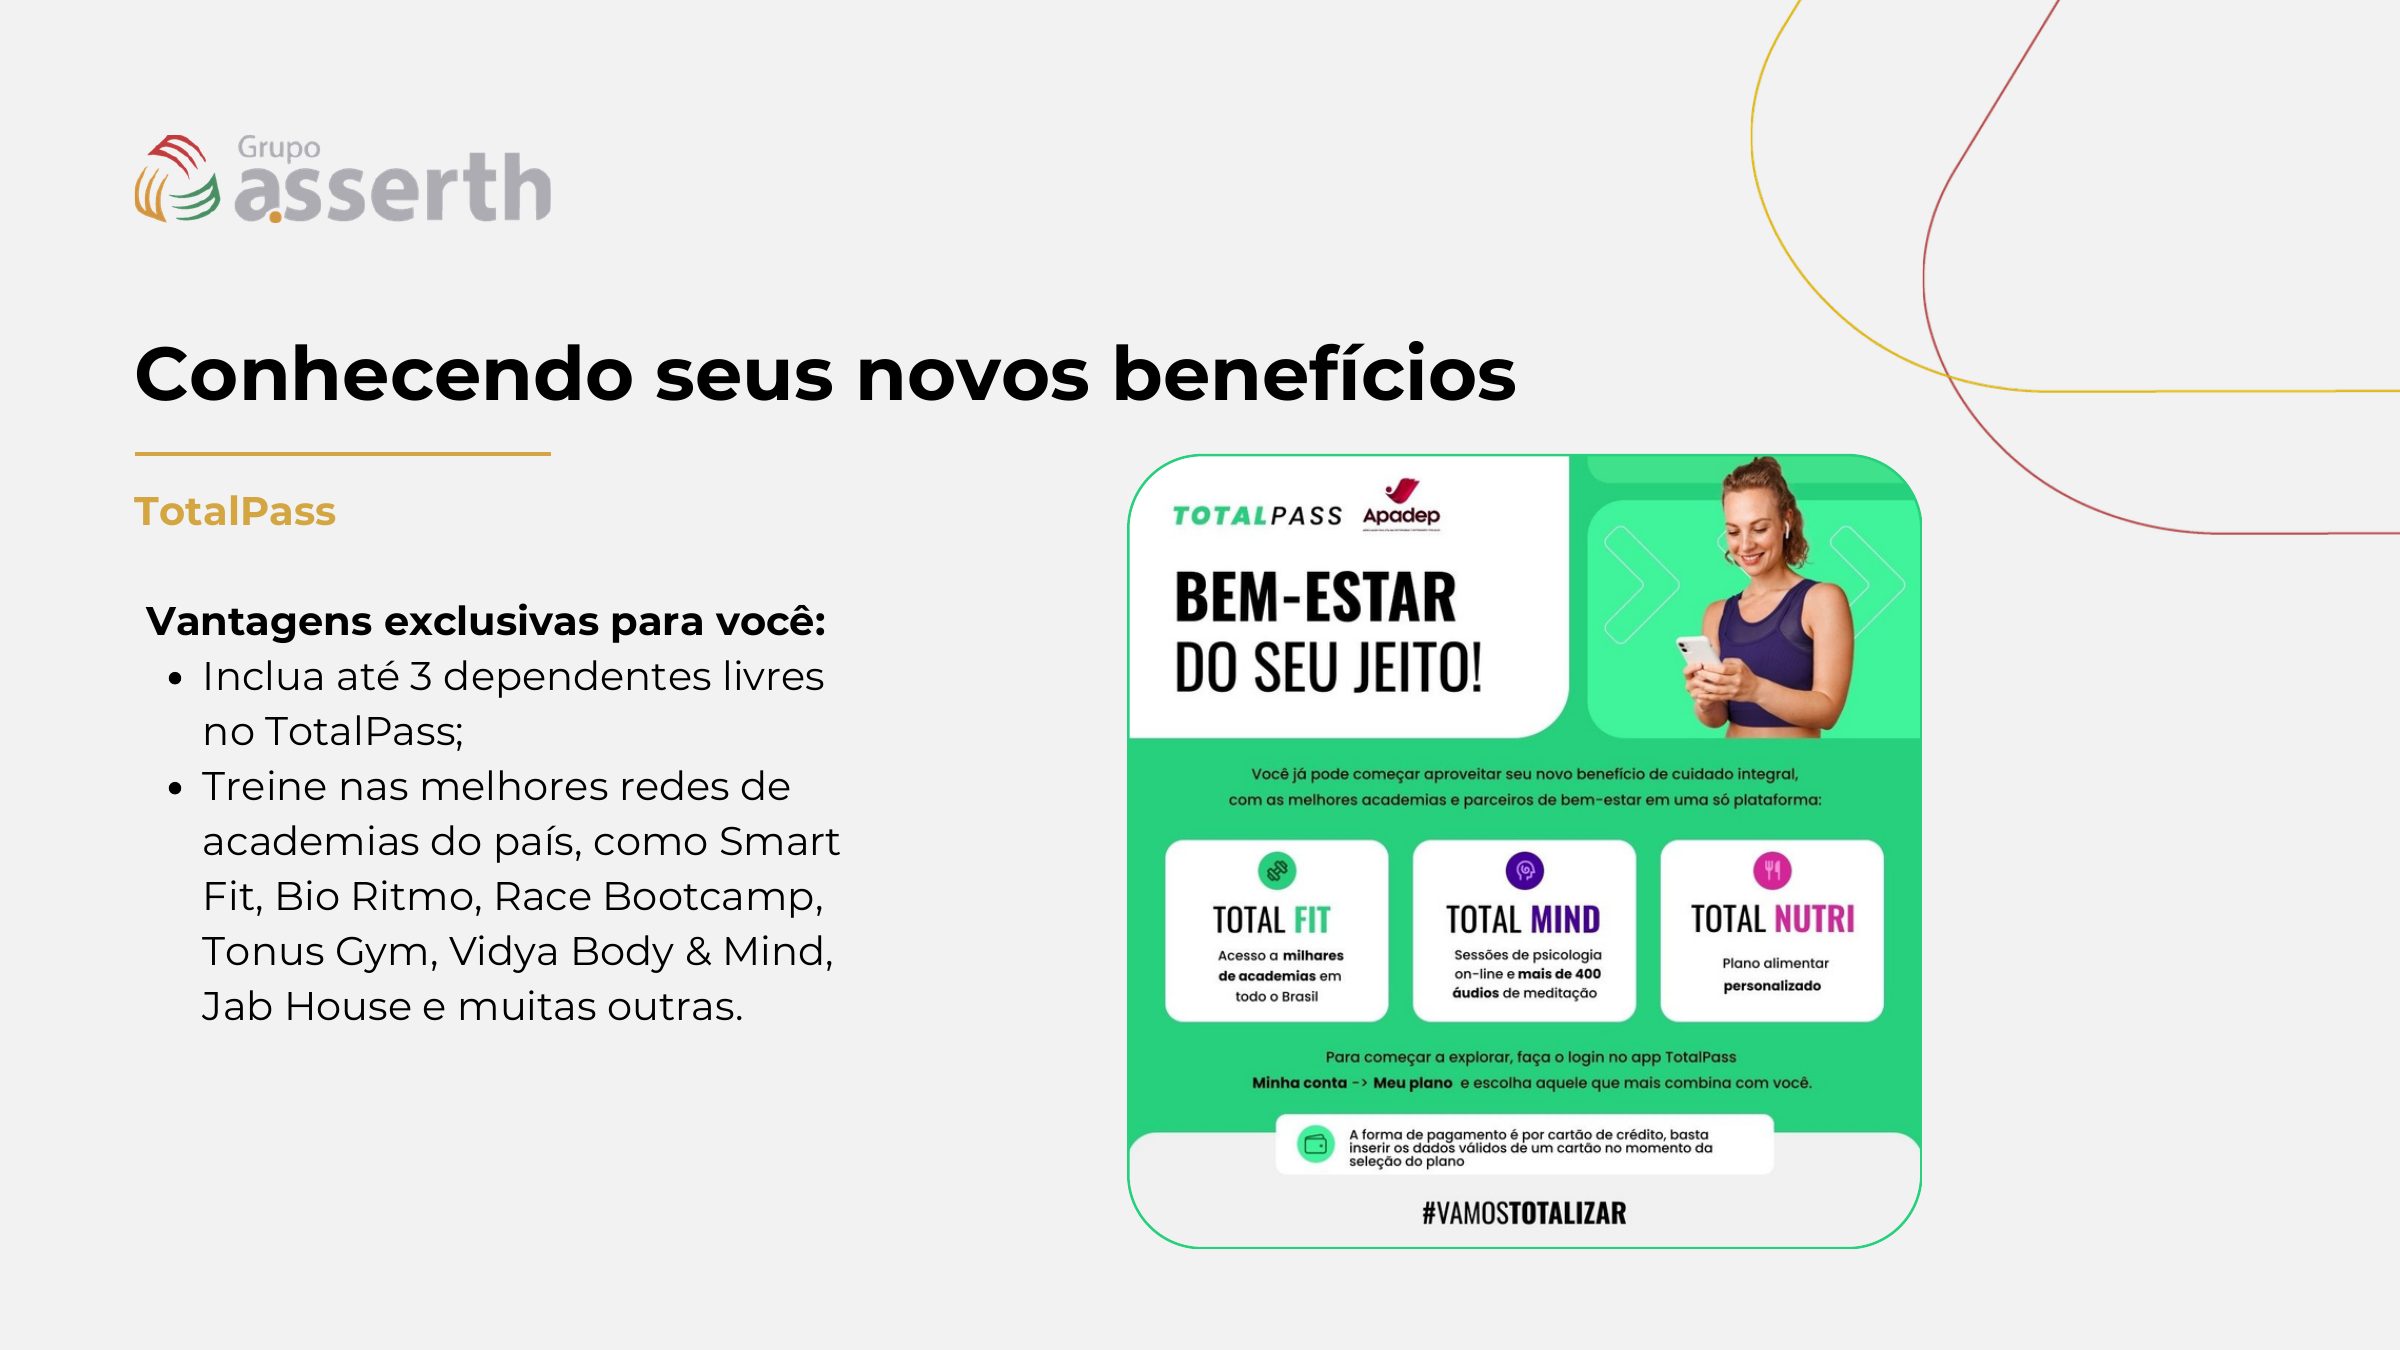 Grupo
asserth
Conhecendo seus novos benefícios
TotalPass
Vantagens exclusivas para você:
• Inclua até 3 dependentes livres
no TotalPass;
• Treine nas melhores redes de
academias do país, como Smart
Fit, Bio Ritmo, Race Bootcamp,
Tonus Gym, Vidya Body & Mind,
Jab House e muitas outras.
TOTALPASS Apadep
BEM-ESTAR
DO SEU JEITO!
Você já pode começar aproveitar seu novo benefício de cuidado integral,
com as melhores academias e parceiros de bem-estar em uma só plataforma:
TOTAL FIT
Acesso a milhares
de academias em
todo o Brasil
TOTAL MIND
Sessões de psicologia
on-line e mais de 400
áudios de meditação
TOTAL NUTRI
Plano alimentar
personalizado
Para começar a explorar, faça o login no app TotalPass
Minha conta -> Meu plano e escolha aquele que mais combina com você.
A forma de pagamento é por cartão de crédito, basta
inserir os dados válidos de um cartão no momento da
seleção do plano
#VAMOSTOTALIZAR